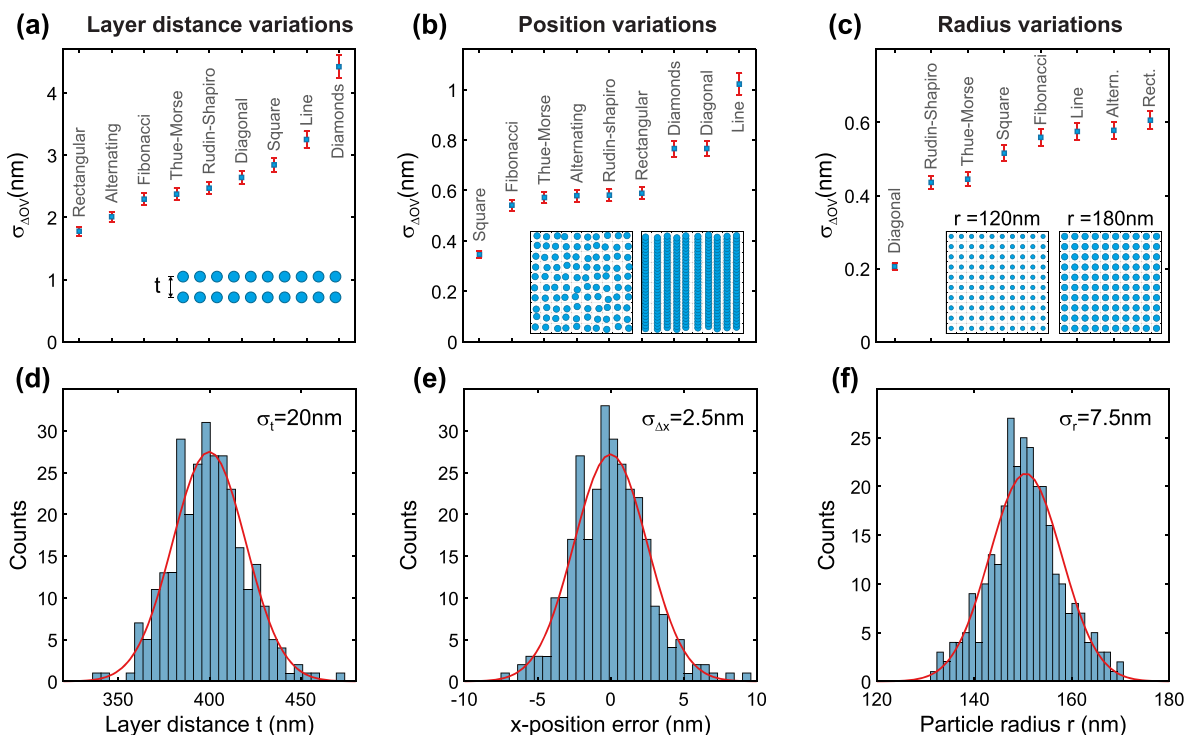 (a) Layer distance variations
σΔOV(nm)
4
3
2
1
0
Rectangular
Alternating
Fibonacci
Thue-Morse
Rudin-Shapiro
Diagonal
Square
Line
Diamonds
t
(b) Position variations
σΔOV(nm)
1
0.8
0.6
0.4
0.2
0
Square
Fibonacci
Thue-Morse
Alternating
Rudin-shapiro
Rectangular
Diamonds
Diagonal
Line
(c) Radius variations
σΔOV(nm)
0.6
0.4
0.2
0
Diagonal
Rudin-Shapiro
Thue-Morse
Square
Fibonacci
Line
Altern.
Rect.
r =120nm
r =180nm
(d)
σt=20nm
Counts
30
25
20
15
10
5
0
350 400 450
Layer distance t (nm)
(e)
σΔx=2.5nm
Counts
30
25
20
15
10
5
0
-10 -5 0 5 10
x-position error (nm)
(f)
σr=7.5nm
Counts
25
20
15
10
5
0
120 140 160 180
Particle radius r (nm)